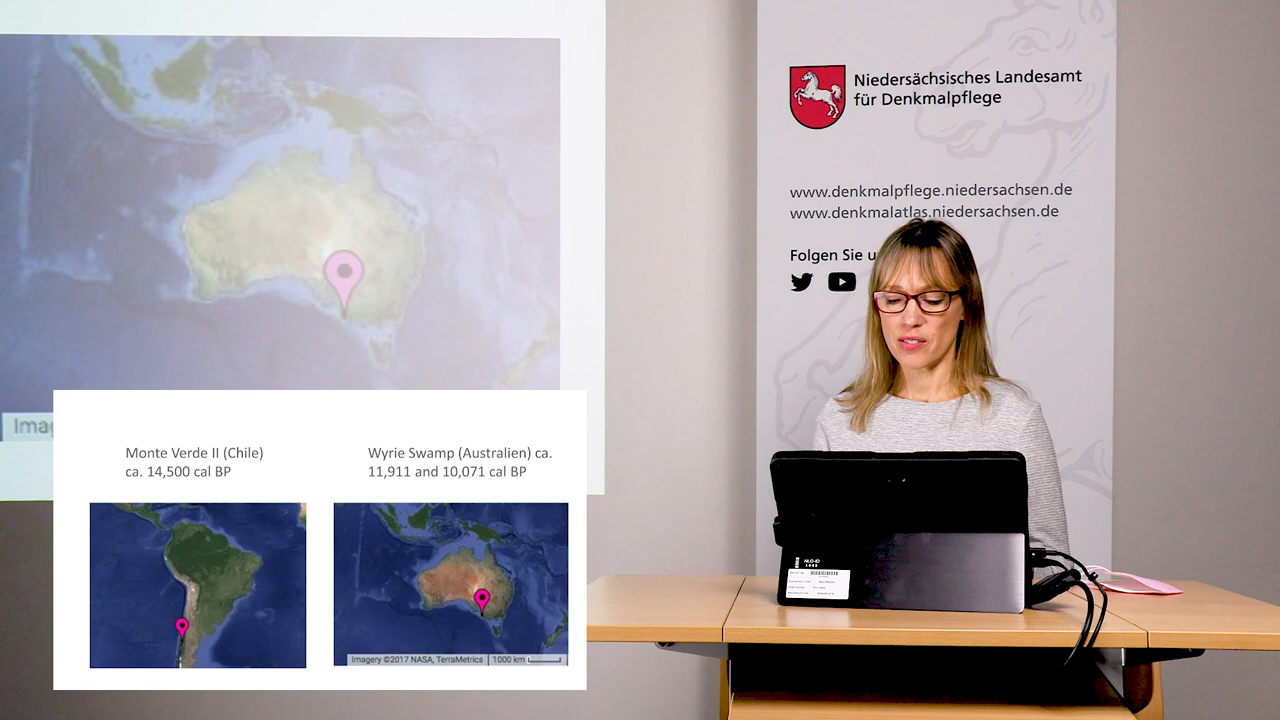 Niedersächsisches Landesamt
für Denkmalpflege
www.denkmalpflege.niedersachsen.de
www.denkmalatlas.niedersachsen.de
Folgen Sie u
Imag
Monte Verde II (Chile)
ca. 14,500 cal BP
Wyrie Swamp (Australien) ca.
11,911 and 10,071 cal BP
Imagery ©2017 NASA, TerraMetrics
1000 km
NLD-ID